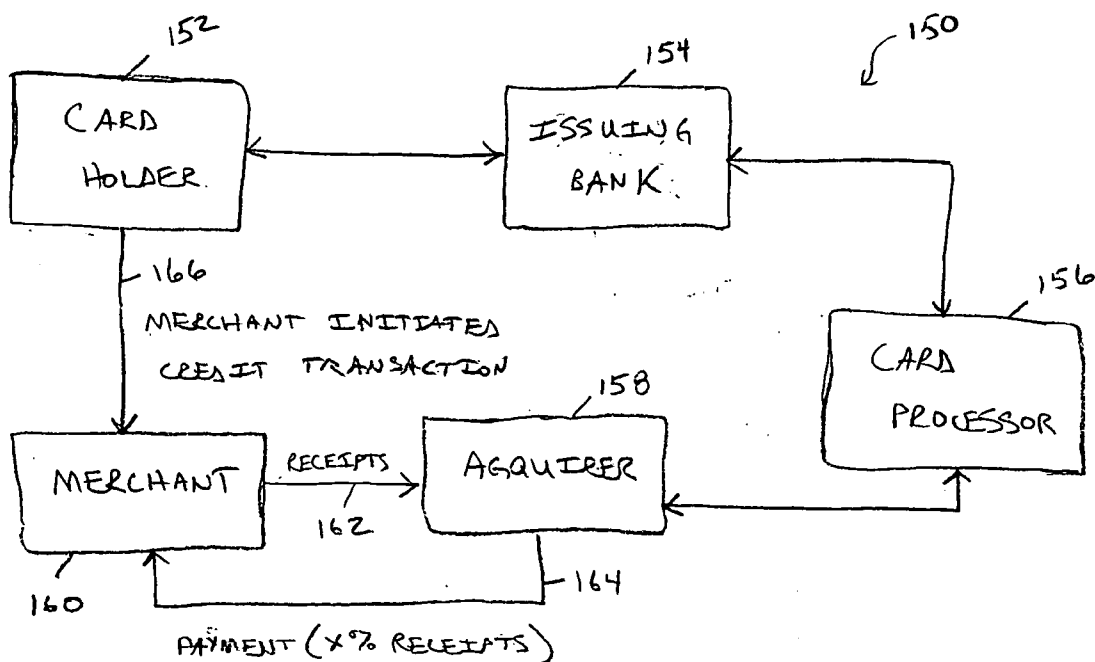 152
150
154
CARD
HOLDER
ISSUING
BANK
166
156
MERCHANT INITIATED
CREDIT TRANSACTION
CARD
PROCESSOR
158
MERCHANT
RECEIPTS
AGQUIRER
162
160
164
PAYMENT (X% RECEIPTS)